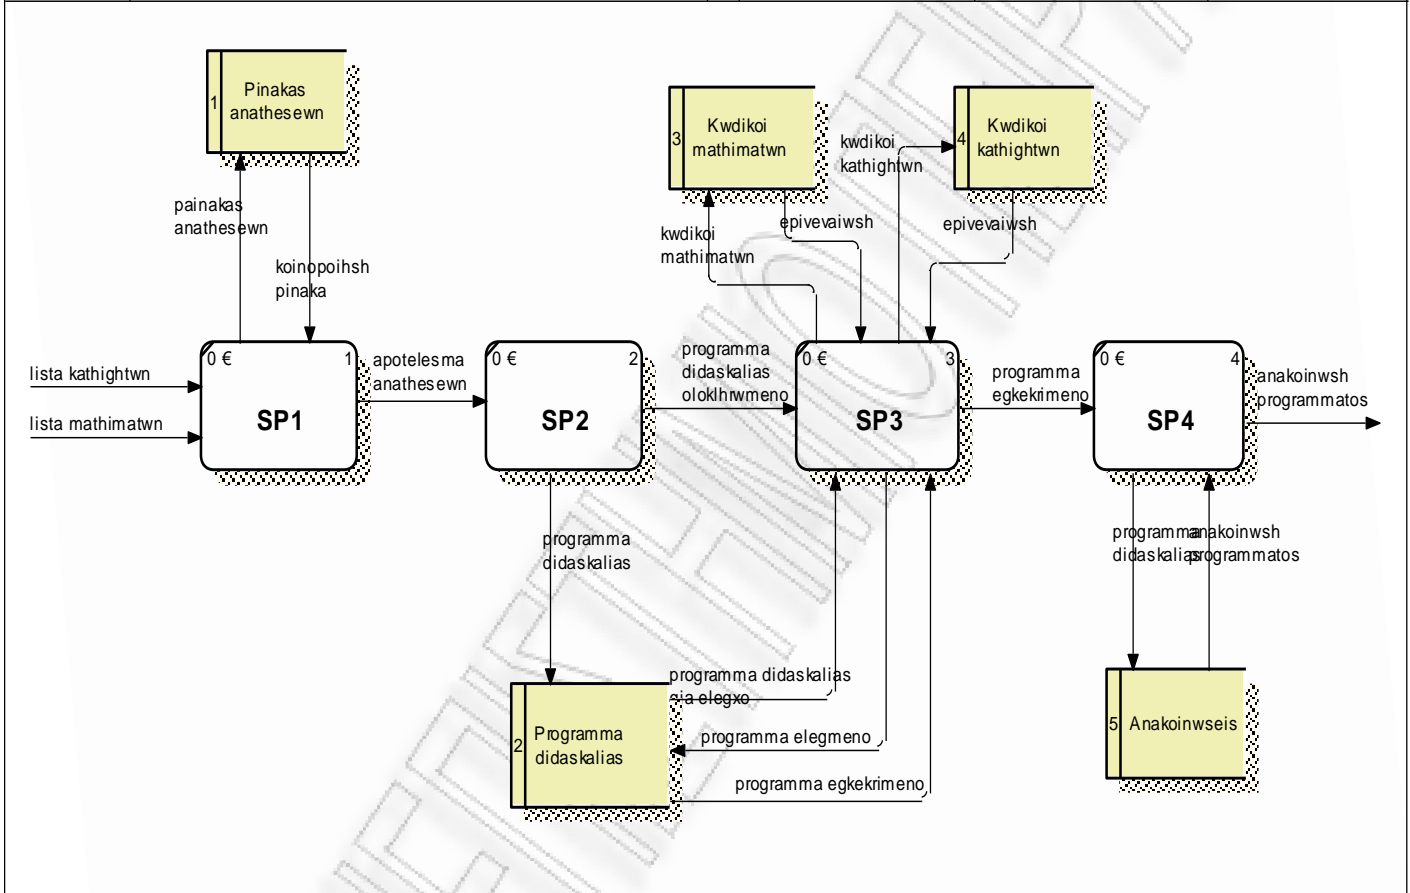 1
Pinakas
anathesewn
3
Kwdikoi
mathimatwn
4
Kwdikoi
kathightwn
kwdikoi
kathightwn
painakas
anathesewn
koinopoihsh
pinaka
kwdikoi
mathimatwn
epivevaiwsh
epivevaiwsh
lista kathightwn
lista mathimatwn
0 €
1
SP1
apotelesma
anathesewn
0 €
2
SP2
programma
didaskalias
oloklhrwmeno
0 €
3
SP3
programma
egkekrimeno
0 €
4
SP4
anakoinwsh
programmatos
programma
didaskalias
programma
didaskalias
anakoinwsh
programmatos
programma didaskalias
gia elegxo
2
Programma
didaskalias
programma elegmeno
programma egkekrimeno
5
Anakoinwseis